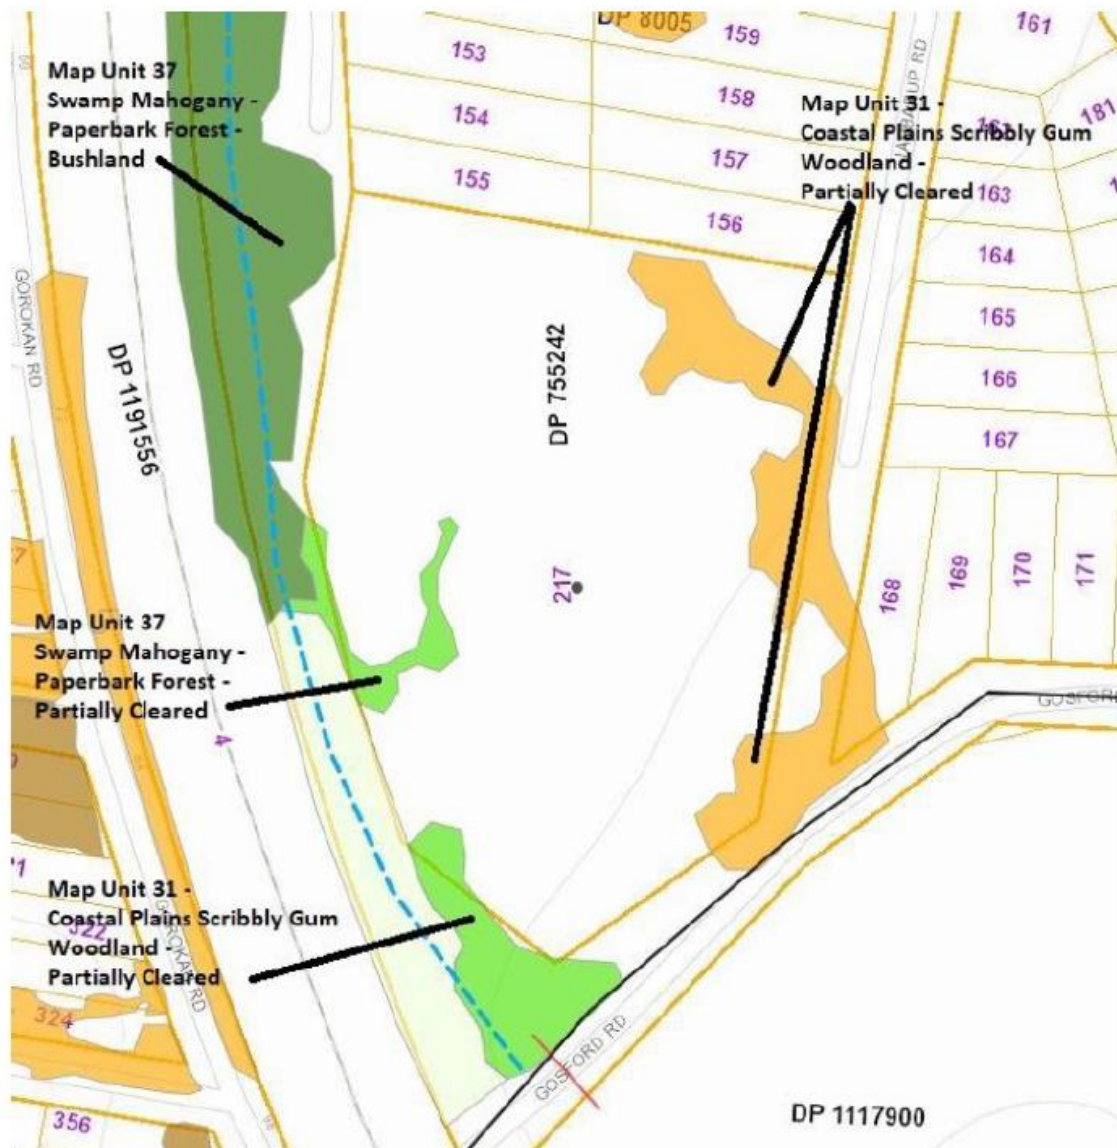 DP 8005
159
161
153
Map Unit 37
Swamp Mahogany -
Paperbark Forest -
Bushland
158
Map Unit 31 -
Coastal Plains Scribbly Gum
Woodland -
Partially Cleared
181
154
157
163
155
156
164
GOROKAN RD
DP 1191556
DP 755242
165
166
167
217
168
169
170
171
Map Unit 37
Swamp Mahogany -
Paperbark Forest -
Partially Cleared
4
GOSFORD
Map Unit 31 -
Coastal Plains Scribbly Gum
Woodland -
Partially Cleared
322
GOROKAN RD
324
GOSFORD RD
356
DP 1117900